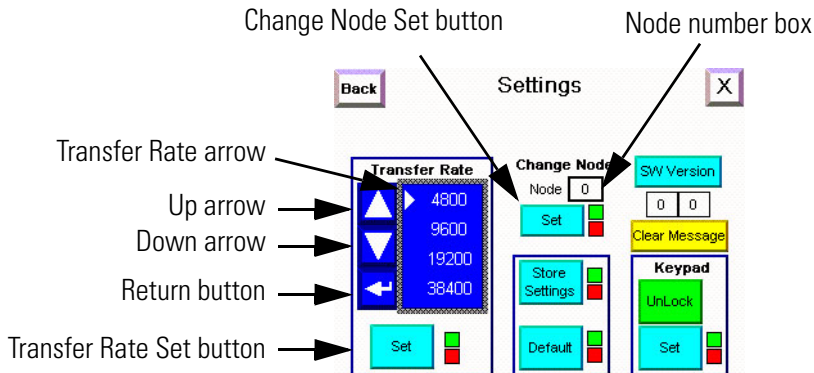 Change Node Set button
Node number box
Back
Settings
X
Transfer Rate arrow
Up arrow
Down arrow
Return button
Transfer Rate Set button
Transfer Rate
4800
9600
19200
38400
Set
Change Node
Node 0
Set
Store
Settings
Default
SW Version
0 0
Clear Message
Keypad
UnLock
Set